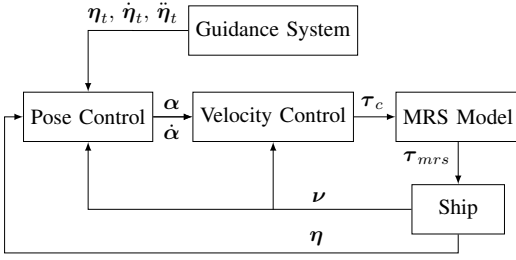 η_t, η̇_t, η̈_t
Guidance System
Pose Control
α
α̇
Velocity Control
τ_c
MRS Model
τ_mrs
Ship
ν
η